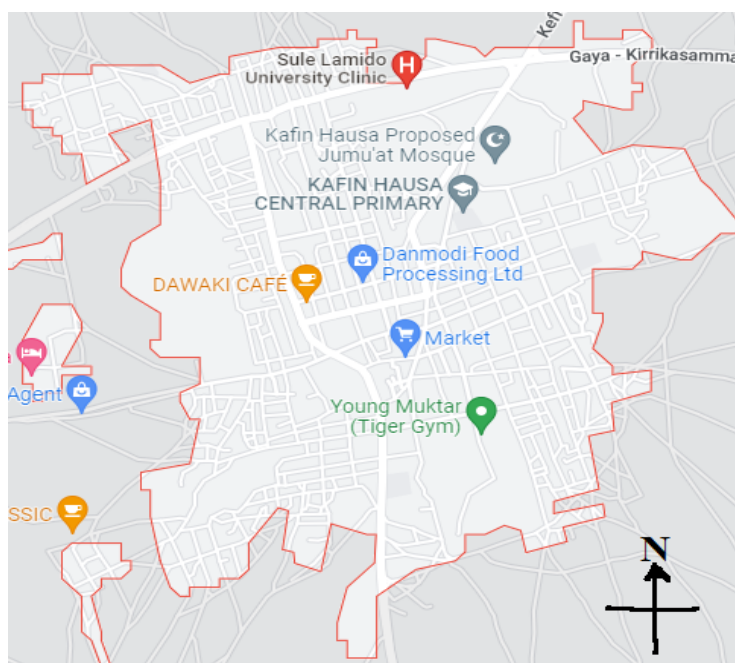 Kefi
Sule Lamido
University Clinic
H
Gaya - Kirrikasamma
Kafin Hausa Proposed
Jumu'at Mosque
KAFIN HAUSA
CENTRAL PRIMARY
Danmodi Food
Processing Ltd
DAWAKI CAFÉ
Market
a
Agent
Young Muktar
(Tiger Gym)
SSIC
N